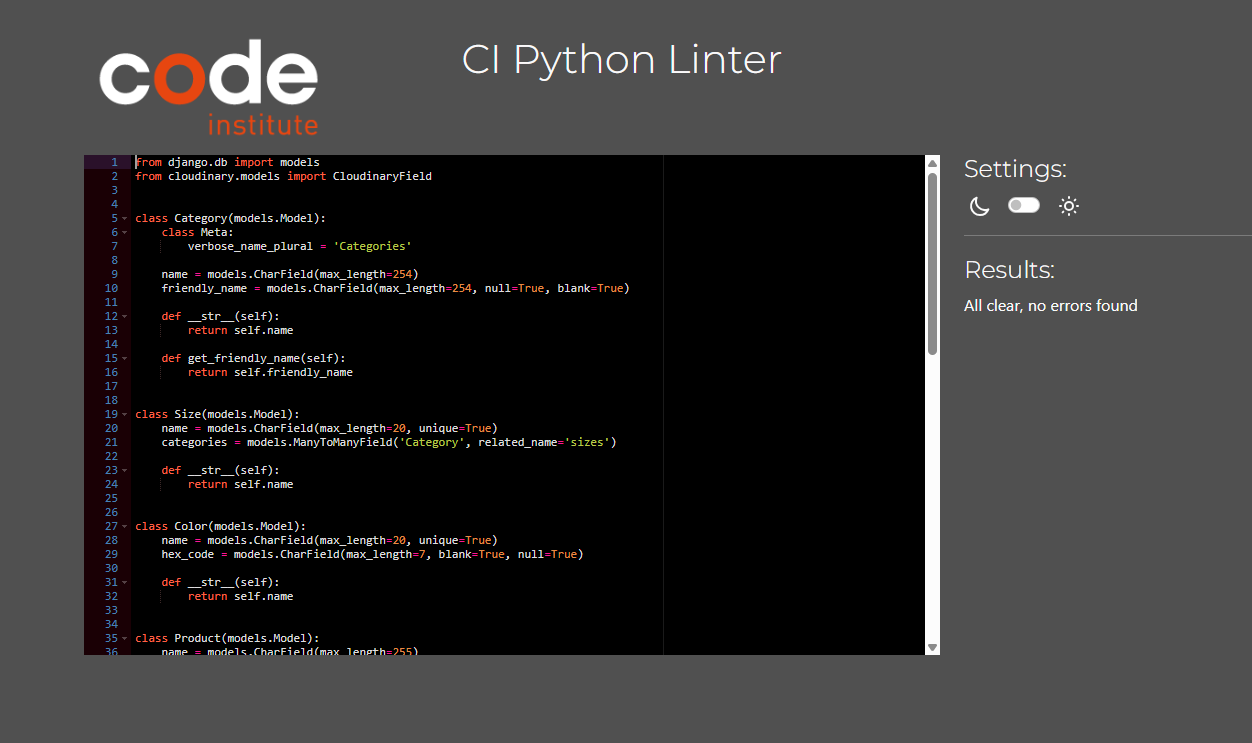 code
institute
CI Python Linter
1 from django.db import models
2 from cloudinary.models import CloudinaryField
3
4
5 class Category(models.Model):
6     class Meta:
7         verbose_name_plural = 'Categories'
8
9     name = models.CharField(max_length=254)
10     friendly_name = models.CharField(max_length=254, null=True, blank=True)
11
12     def __str__(self):
13         return self.name
14
15     def get_friendly_name(self):
16         return self.friendly_name
17
18
19 class Size(models.Model):
20     name = models.CharField(max_length=20, unique=True)
21     categories = models.ManyToManyField('Category', related_name='sizes')
22
23     def __str__(self):
24         return self.name
25
26
27 class Color(models.Model):
28     name = models.CharField(max_length=20, unique=True)
29     hex_code = models.CharField(max_length=7, blank=True, null=True)
30
31     def __str__(self):
32         return self.name
33
34
35 class Product(models.Model):
36     name = models.CharField(max_length=255)
Settings:
Results:
All clear, no errors found